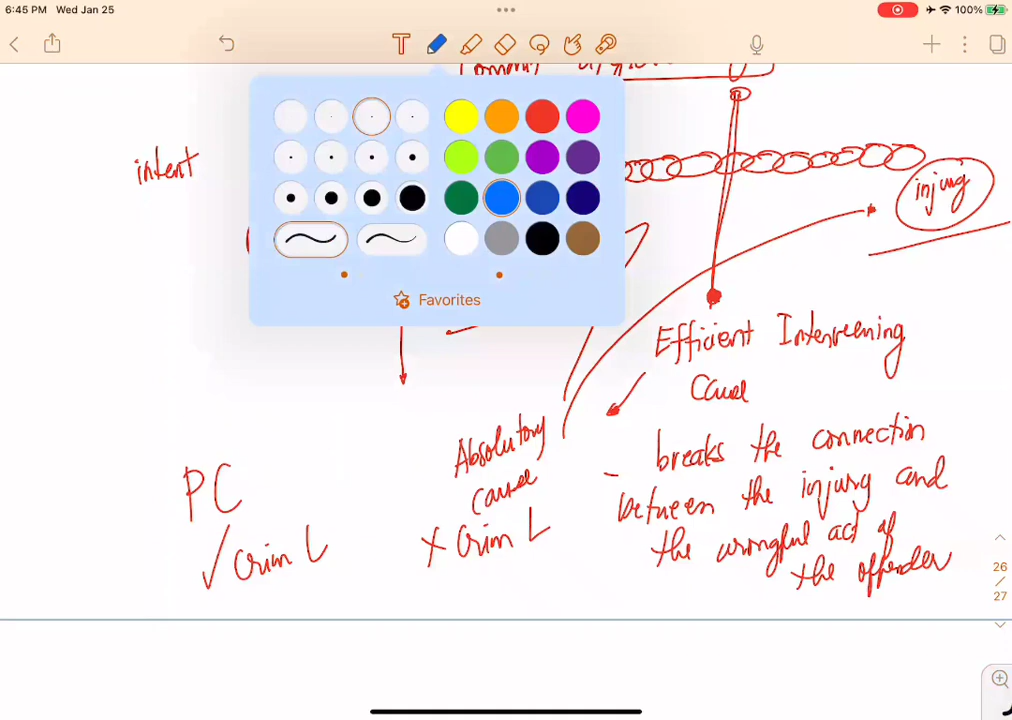 6:45 PM Wed Jan 25
100%
T
intent
injury
Favorites
Efficient Intervening
Cause
breaks the connection
- between the injury and
the wrongful act of
the offender
Absolutory
cause
x Crim L
PC
✓ Crim L
26
/
27